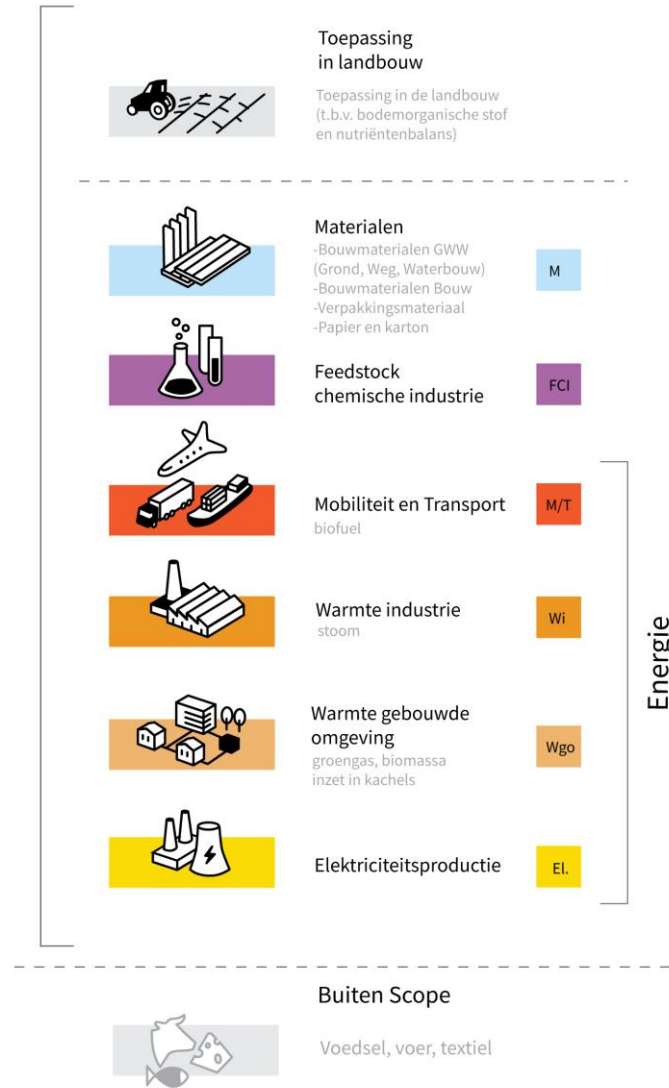 Toepassing
in landbouw
Toepassing in de landbouw
(t.b.v. bodemorganische stof
en nutriëntenbalans)
Materialen
-Bouwmaterialen GWW
(Grond, Weg, Waterbouw)
-Bouwmaterialen Bouw
-Verpakkingsmateriaal
-Papier en karton
M
Feedstock
chemische industrie
FCI
Mobiliteit en Transport
biofuel
M/T
Warmte industrie
stoom
Wi
Warmte gebouwde
omgeving
groengas, biomassa
inzet in kachels
Wgo
Elektriciteitsproductie
El.
Energie
Buiten Scope
Voedsel, voer, textiel